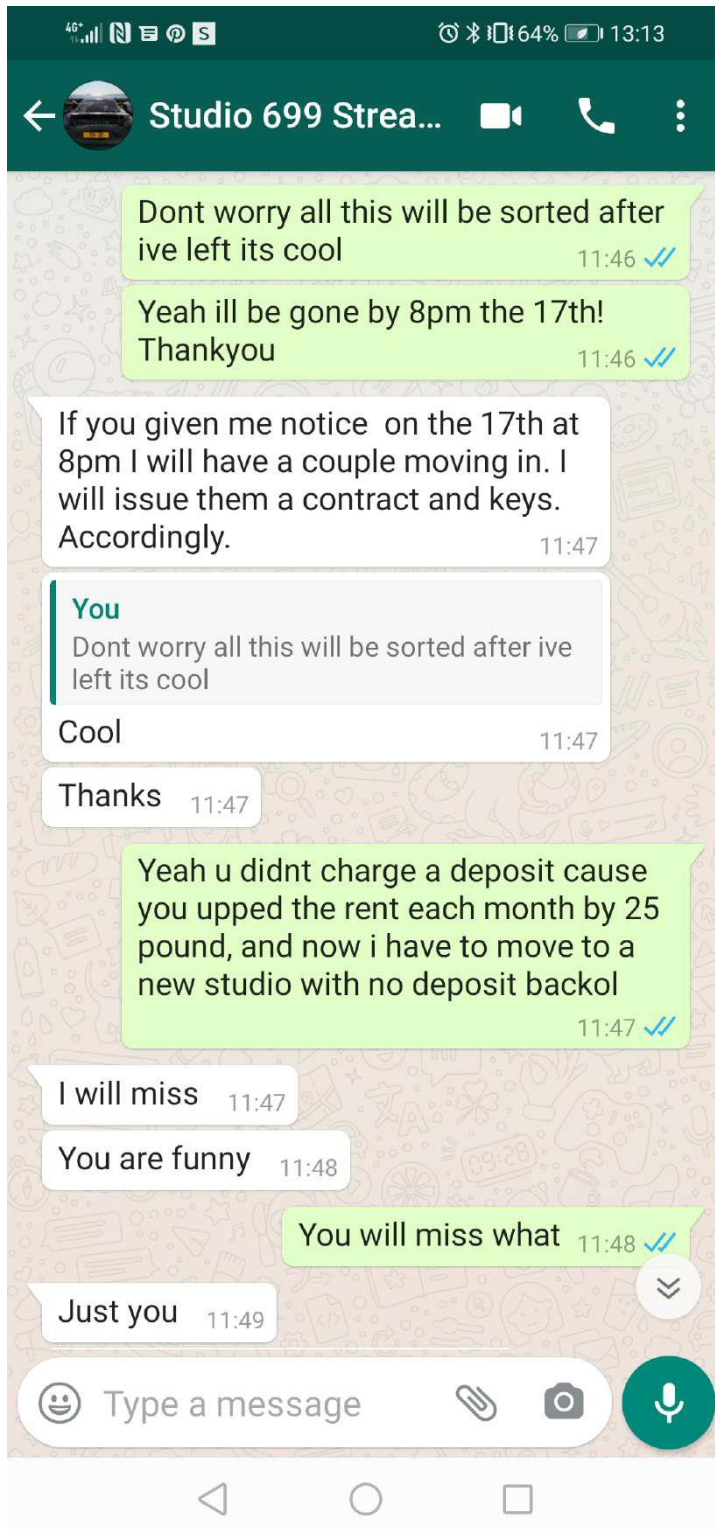 4G+ S 64% 13:13
Studio 699 Strea...
Dont worry all this will be sorted after
ive left its cool
11:46
Yeah ill be gone by 8pm the 17th!
Thankyou
11:46
If you given me notice  on the 17th at
8pm I will have a couple moving in. I
will issue them a contract and keys.
Accordingly.
11:47
You
Dont worry all this will be sorted after ive
left its cool
Cool
11:47
Thanks 11:47
Yeah u didnt charge a deposit cause
you upped the rent each month by 25
pound, and now i have to move to a
new studio with no deposit backol
11:47
I will miss 11:47
You are funny 11:48
You will miss what 11:48
Just you 11:49
Type a message